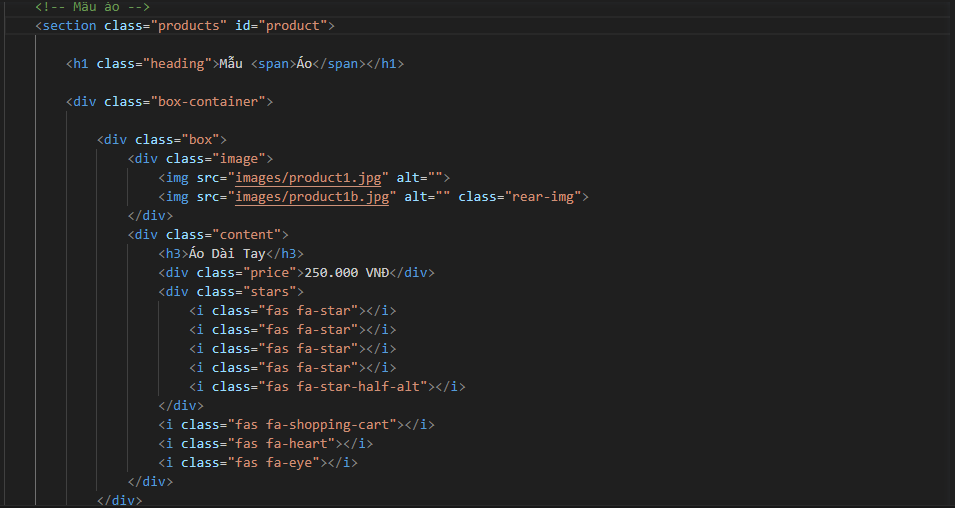 <!-- Mẫu áo -->
<section class="products" id="product">
<h1 class="heading">Mẫu <span>Áo</span></h1>
<div class="box-container">
<div class="box">
<div class="image">
<img src="images/product1.jpg" alt="">
<img src="images/product1b.jpg" alt="" class="rear-img">
</div>
<div class="content">
<h3>Áo Dài Tay</h3>
<div class="price">250.000 VNĐ</div>
<div class="stars">
<i class="fas fa-star"></i>
<i class="fas fa-star"></i>
<i class="fas fa-star"></i>
<i class="fas fa-star"></i>
<i class="fas fa-star-half-alt"></i>
</div>
<i class="fas fa-shopping-cart"></i>
<i class="fas fa-heart"></i>
<i class="fas fa-eye"></i>
</div>
</div>